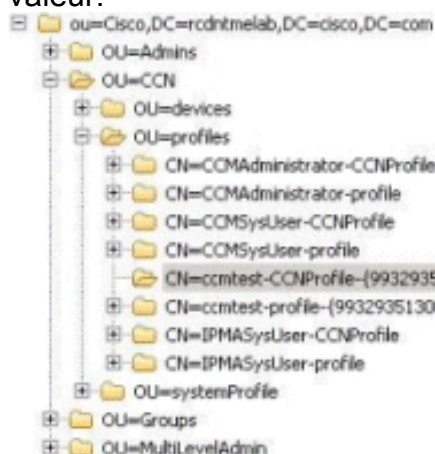 valeur:
ou=Cisco,DC=rcdntmelab,DC=cisco,DC=com
OU=Admins
OU=CCN
OU=devices
OU=profiles
CN=CCMAdministrator-CCNProfile
CN=CCMAdministrator-profile
CN=CCMSysUser-CCNProfile
CN=CCMSysUser-profile
CN=ccmtest-CCNProfile-{9932935
CN=ccmtest-profile-{9932935130
CN=IPMASysUser-CCNProfile
CN=IPMASysUser-profile
OU=systemProfile
OU=Groups
OU=MultiLevelAdmin